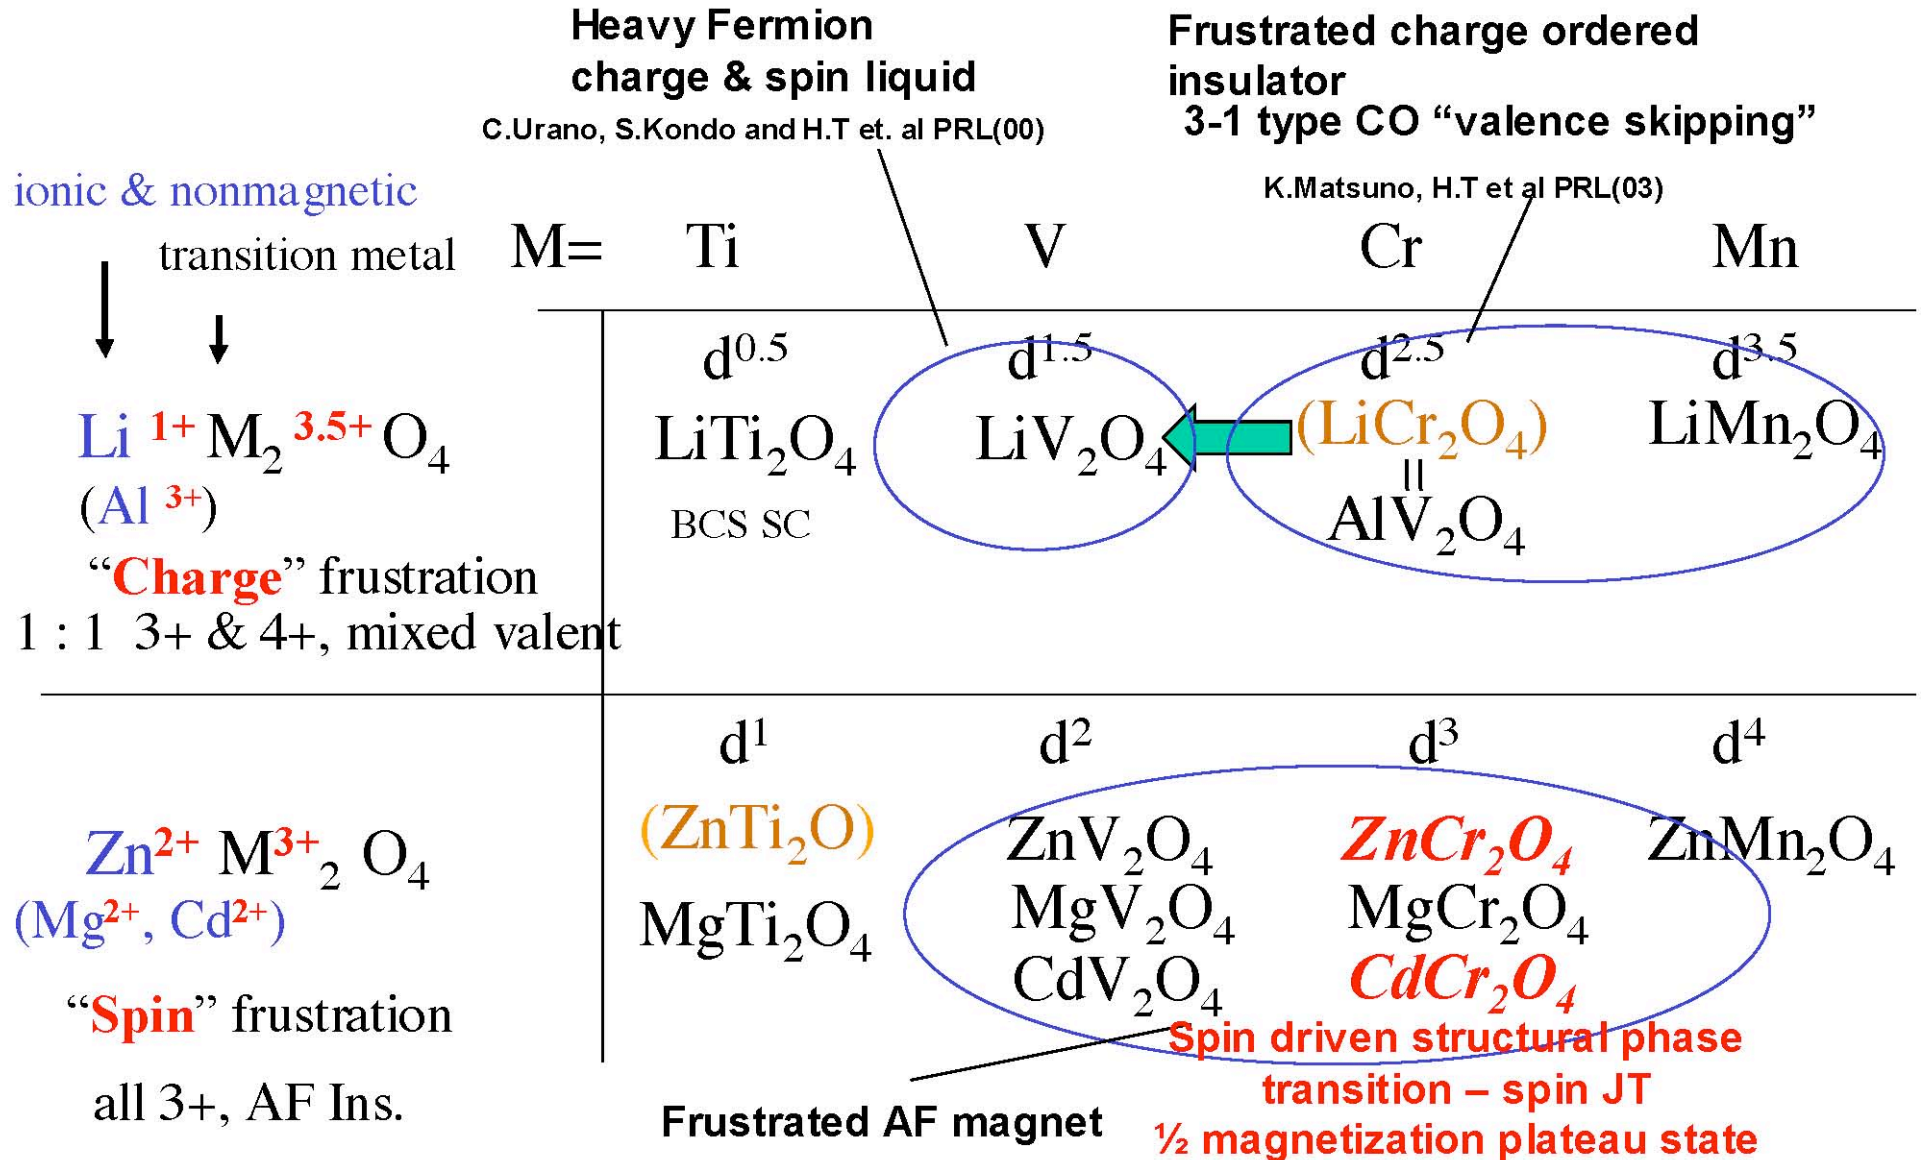 Heavy Fermion
charge & spin liquid
C.Urano, S.Kondo and H.T et. al PRL(00)
Frustrated charge ordered
insulator
3-1 type CO “valence skipping”
K.Matsuno, H.T et al PRL(03)
ionic & nonmagnetic
transition metal
M= Ti V Cr Mn
d^0.5 d^1.5 d^2.5 d^3.5
Li ^1+ M₂ ^3.5+ O₄ LiTi₂O₄ LiV₂O₄ (LiCr₂O₄) LiMn₂O₄
=
(Al ^3+) BCS SC AlV₂O₄
“Charge” frustration
1 : 1 3+ & 4+, mixed valent
d¹ d² d³ d⁴
Zn²⁺ M³⁺₂ O₄ (ZnTi₂O) ZnV₂O₄ ZnCr₂O₄ ZnMn₂O₄
(Mg²⁺, Cd²⁺) MgTi₂O₄ MgV₂O₄ MgCr₂O₄
CdV₂O₄ CdCr₂O₄
“Spin” frustration
all 3+, AF Ins.
Frustrated AF magnet
Spin driven structural phase
transition – spin JT
½ magnetization plateau state